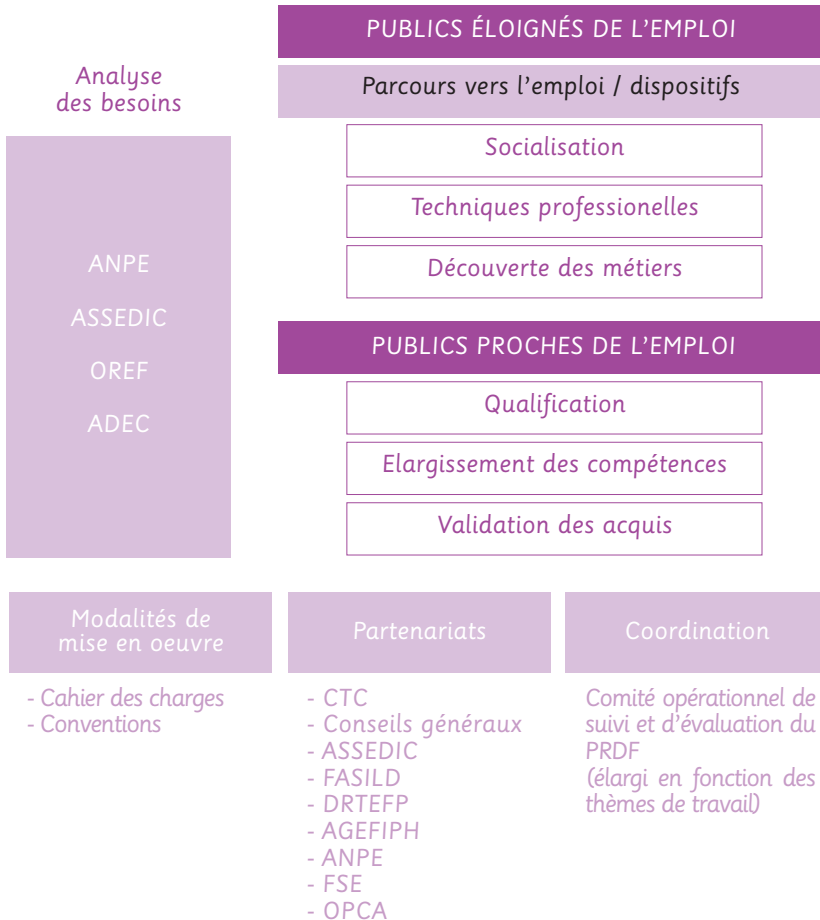 Analyse
des besoins
ANPE
ASSEDIC
OREF
ADEC
PUBLICS ÉLOIGNÉS DE L'EMPLOI
Parcours vers l'emploi / dispositifs
Socialisation
Techniques professionelles
Découverte des métiers
PUBLICS PROCHES DE L'EMPLOI
Qualification
Elargissement des compétences
Validation des acquis
Modalités de
mise en oeuvre
- Cahier des charges
- Conventions
Partenariats
- CTC
- Conseils généraux
- ASSEDIC
- FASILD
- DRTEFP
- AGEFIPH
- ANPE
- FSE
- OPCA
Coordination
Comité opérationnel de
suivi et d'évaluation du
PRDF
(élargi en fonction des
thèmes de travail)